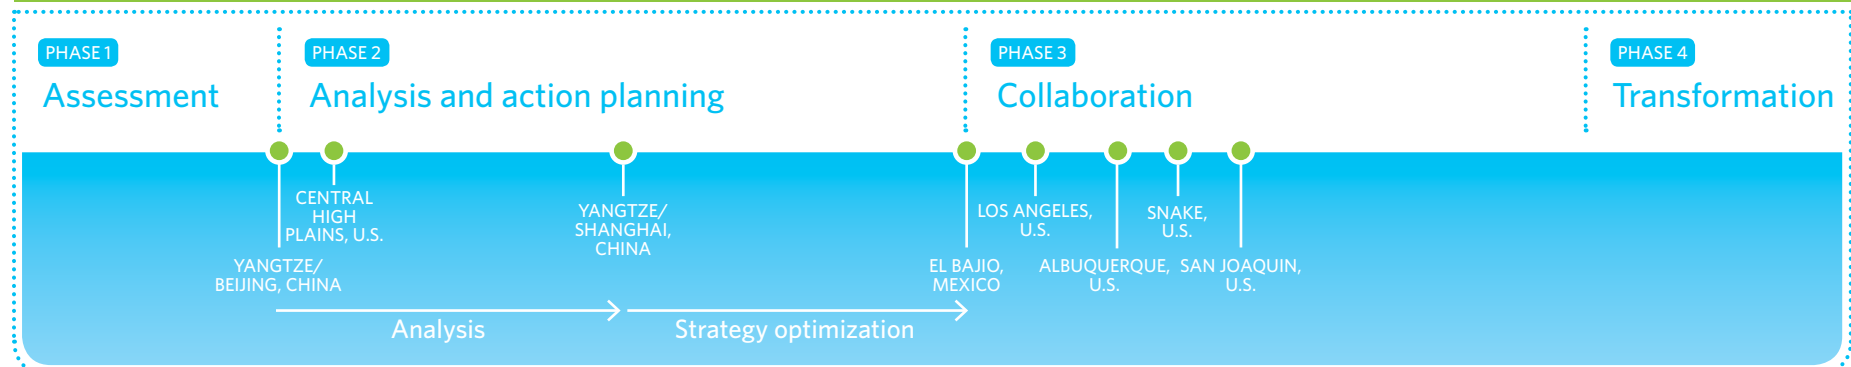 PHASE 1
Assessment
PHASE 2
Analysis and action planning
PHASE 3
Collaboration
PHASE 4
Transformation
YANGTZE/
BEIJING, CHINA
CENTRAL
HIGH
PLAINS, U.S.
YANGTZE/
SHANGHAI,
CHINA
EL BAJIO,
MEXICO
LOS ANGELES,
U.S.
ALBUQUERQUE,
U.S.
SNAKE,
U.S.
SAN JOAQUIN,
U.S.
Analysis
Strategy optimization